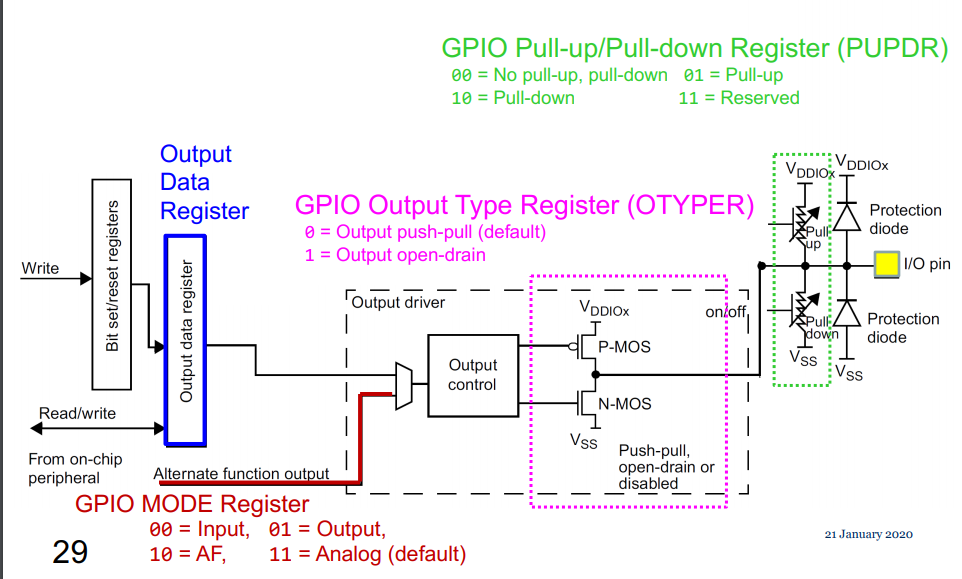 GPIO Pull-up/Pull-down Register (PUPDR)
00 = No pull-up, pull-down 01 = Pull-up
10 = Pull-down 11 = Reserved
Output
Data
Register
GPIO Output Type Register (OTYPER)
0 = Output push-pull (default)
1 = Output open-drain
Write
Bit set/reset registers
Output data register
Read/write
From on-chip
peripheral
Alternate function output
Output driver
Output
control
VDDIOx
P-MOS
N-MOS
VSS
Push-pull,
open-drain or
disabled
on/off
VDDIOx
VDDIOx
Pull
up
Protection
diode
I/O pin
Pull
down
Protection
diode
VSS
VSS
GPIO MODE Register
00 = Input, 01 = Output,
10 = AF, 11 = Analog (default)
29
21 January 2020